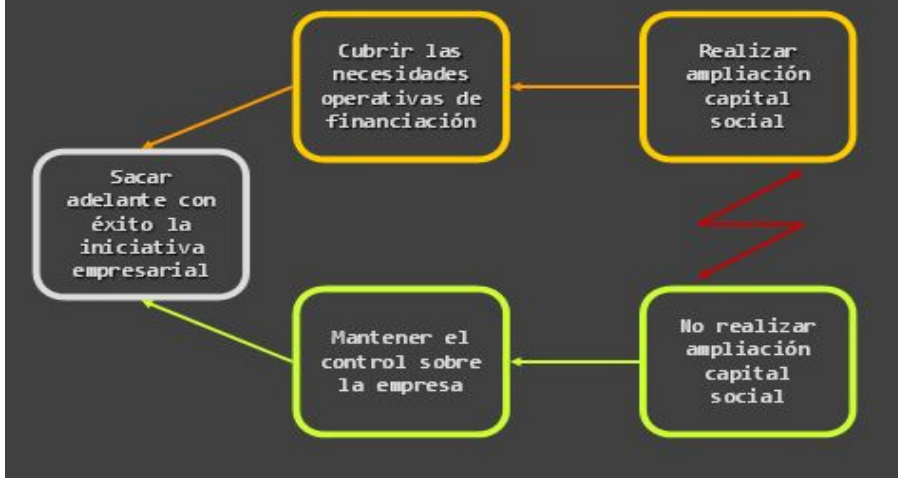 Cubrir las
necesidades
operativas de
financiación
Realizar
ampliación
capital
social
Sacar
adelante con
éxito la
iniciativa
empresarial
Mantener el
control sobre
la empresa
No realizar
ampliación
capital
social